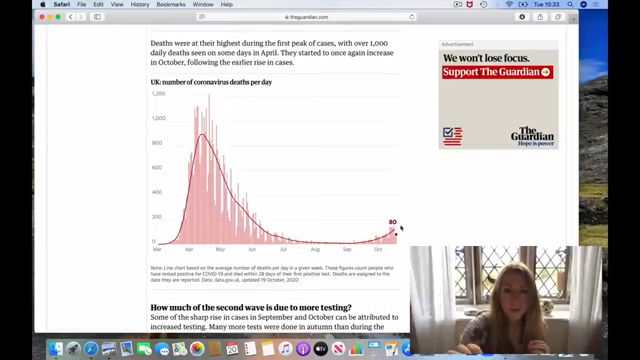 Safari File Edit View History Bookmarks Window Help
Tue 10:33
theguardian.com
Deaths were at their highest during the first peak of cases, with over 1,000
daily deaths seen on some days in April. They started to once again increase
in October, following the earlier rise in cases.
UK: number of coronavirus deaths per day
1,200
1,000
800
600
400
200
0
80
Mar Apr May Jun Jul Aug Sep Oct
Note: Line chart based on the average number of deaths per day in a given week. These figures count people who
have tested positive for COVID-19 and died within 28 days of their first positive test. Deaths are assigned to
the date they are reported. Data: data.gov.uk, updated 19 October, 2020
How much of the second wave is due to more testing?
Some of the sharp rise in cases in September and October can be attributed
to increased testing. Many more tests were done in autumn than during the
Advertisement
We won't lose focus.
Support The Guardian
The
Guardian
Hope is power
20